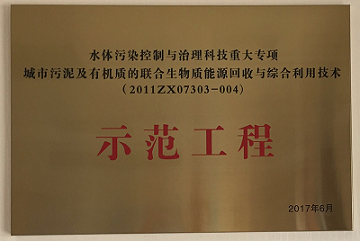 水体污染控制与治理科技重大专项
城市污泥及有机质的联合生物质能源回收与综合利用技术
(2011ZX07303-004)
示范工程
2017年6月